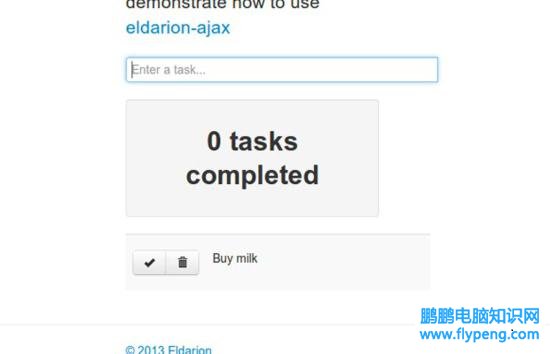 demonstrate how to use
eldarion-ajax
Enter a task...
0 tasks
completed
Buy milk
鹏鹏电脑知识网
www.flypeng.com
© 2013 Eldarion